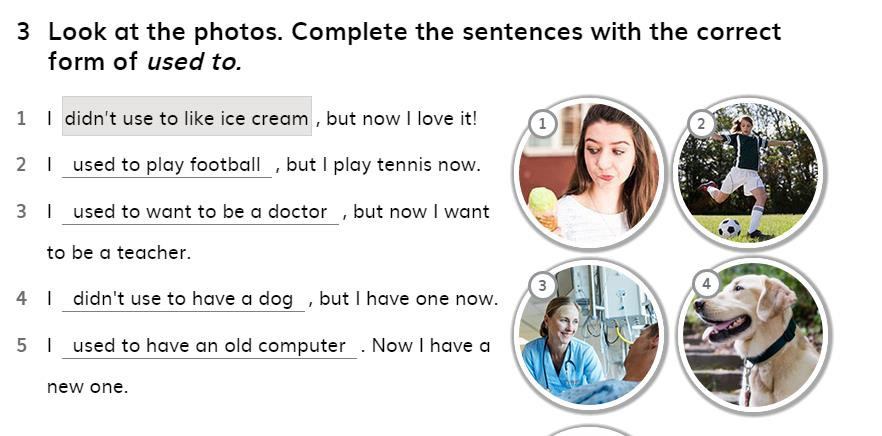 3 Look at the photos. Complete the sentences with the correct
form of used to.
1 I didn't use to like ice cream , but now I love it!
2 I used to play football , but I play tennis now.
3 I used to want to be a doctor , but now I want
to be a teacher.
4 I didn't use to have a dog , but I have one now.
5 I used to have an old computer . Now I have a
new one.
1
2
3
4